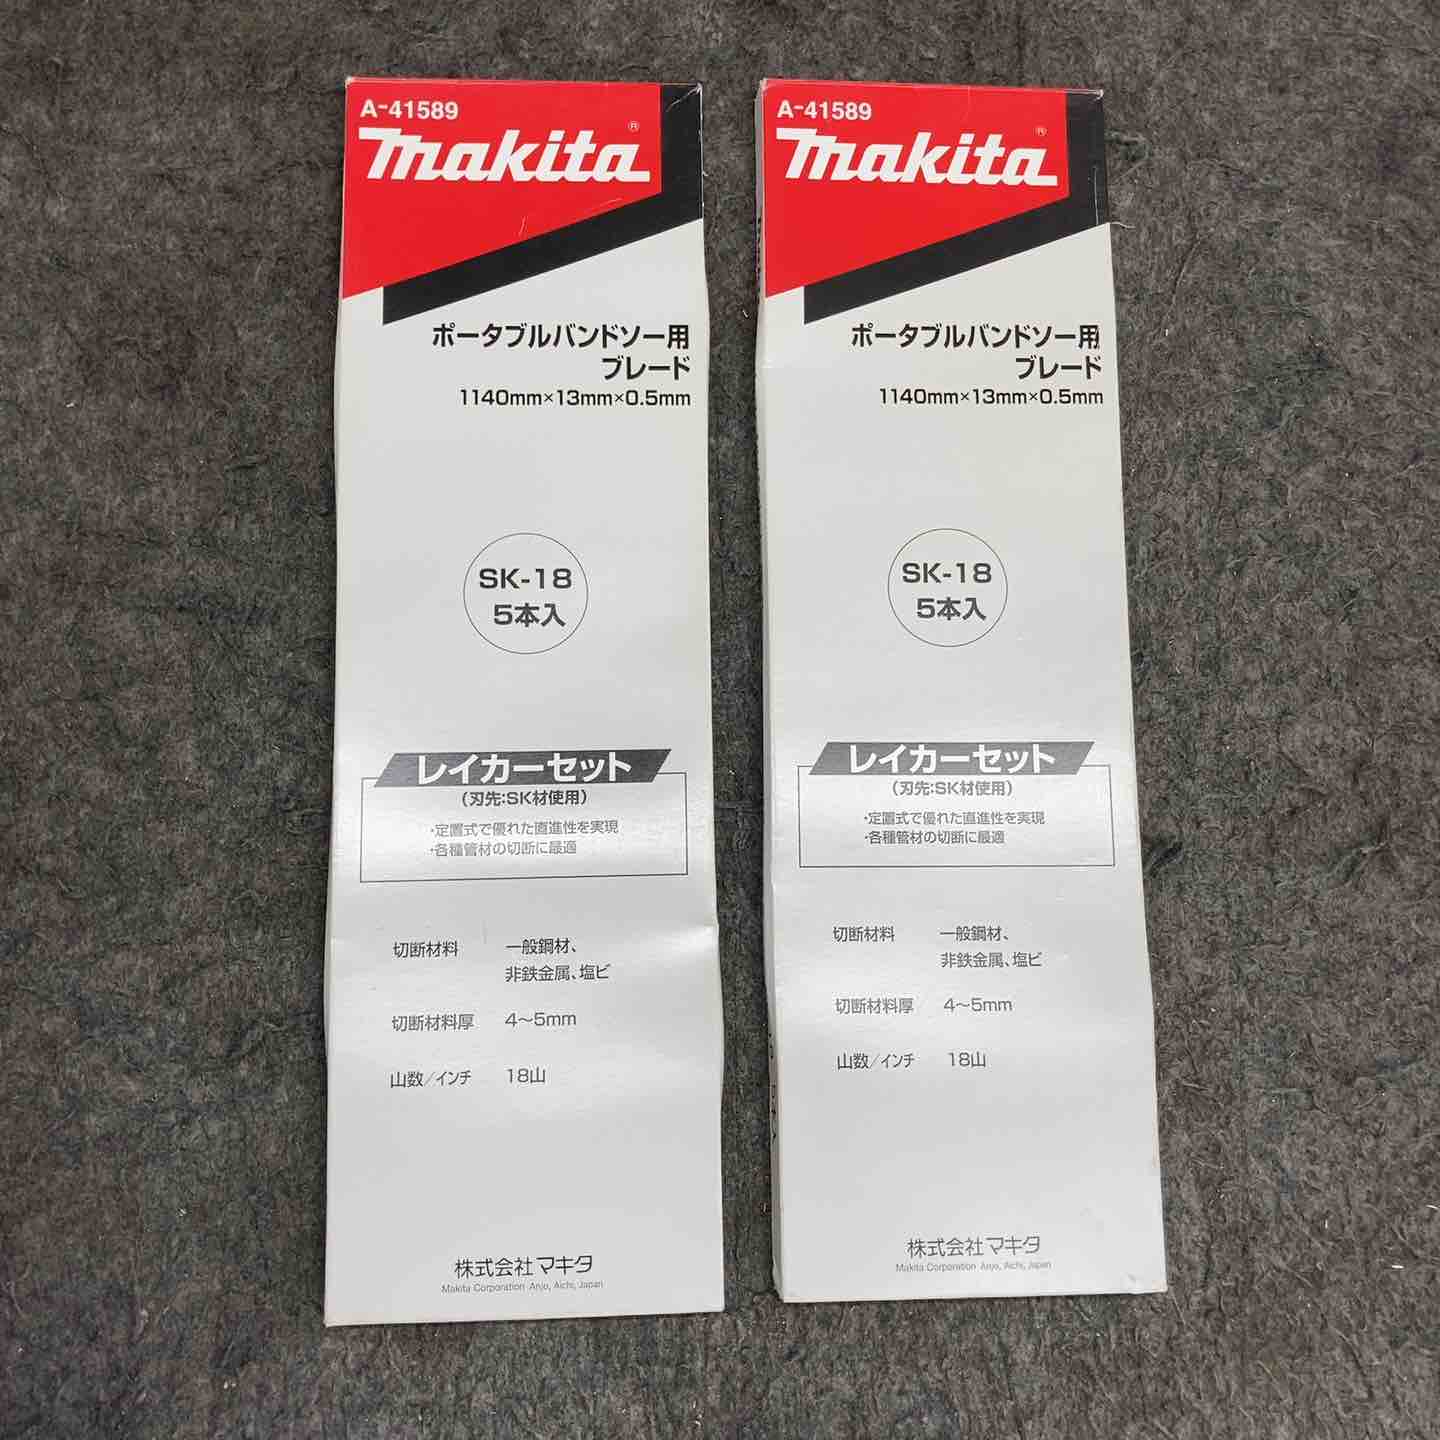 A-41589
makita®
ポータブルバンドソー用
ブレード
1140mm×13mm×0.5mm
SK-18
5本入
レイカーセット
(刃先:SK材使用)
・定置式で優れた直進性を実現
・各種管材の切断に最適
切断材料 一般鋼材、
非鉄金属、塩ビ
切断材料厚 4〜5mm
山数/インチ 18山
株式会社マキタ
Makita Corporation Anjo, Aichi, Japan
A-41589
makita®
ポータブルバンドソー用
ブレード
1140mm×13mm×0.5mm
SK-18
5本入
レイカーセット
(刃先:SK材使用)
・定置式で優れた直進性を実現
・各種管材の切断に最適
切断材料 一般鋼材、
非鉄金属、塩ビ
切断材料厚 4〜5mm
山数/インチ 18山
株式会社マキタ
Makita Corporation Anjo, Aichi, Japan